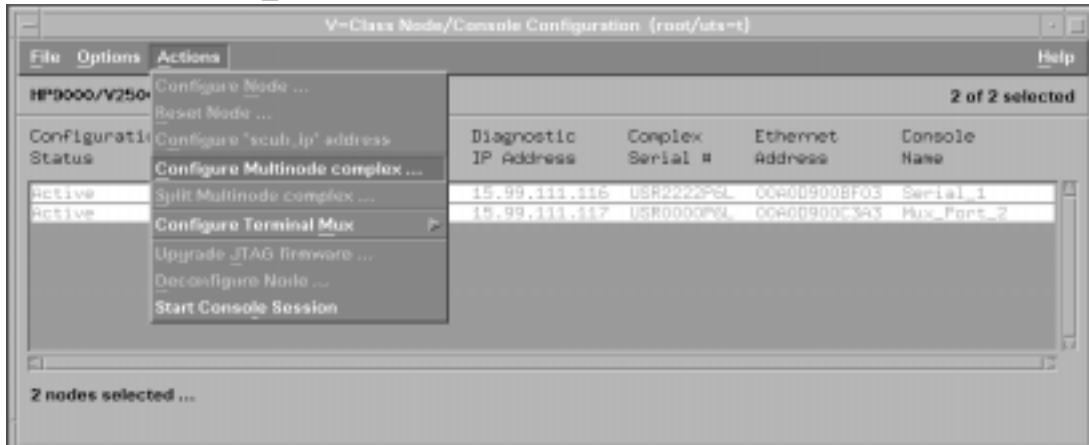 V-Class Node/Console Configuration (root/uts=t)
File Options Actions Help
HP9000/V250 2 of 2 selected
Configure Node ...
Reset Node ...
Configure "scub_ip" address
Configure Multinode complex ...
Split Multinode complex ...
Configure Terminal Mux
Upgrade JTAG firmware ...
Deconfigure Node ...
Start Console Session
Configurati Diagnostic Complex Ethernet Console
Status IP Address Serial # Address Name
Active 15.99.111.116 USR2222P6L 00A0D900BF03 Serial_1
Active 15.99.111.117 USR0000P6L 00A0D900C3A3 Mux_Port_2
2 nodes selected ...